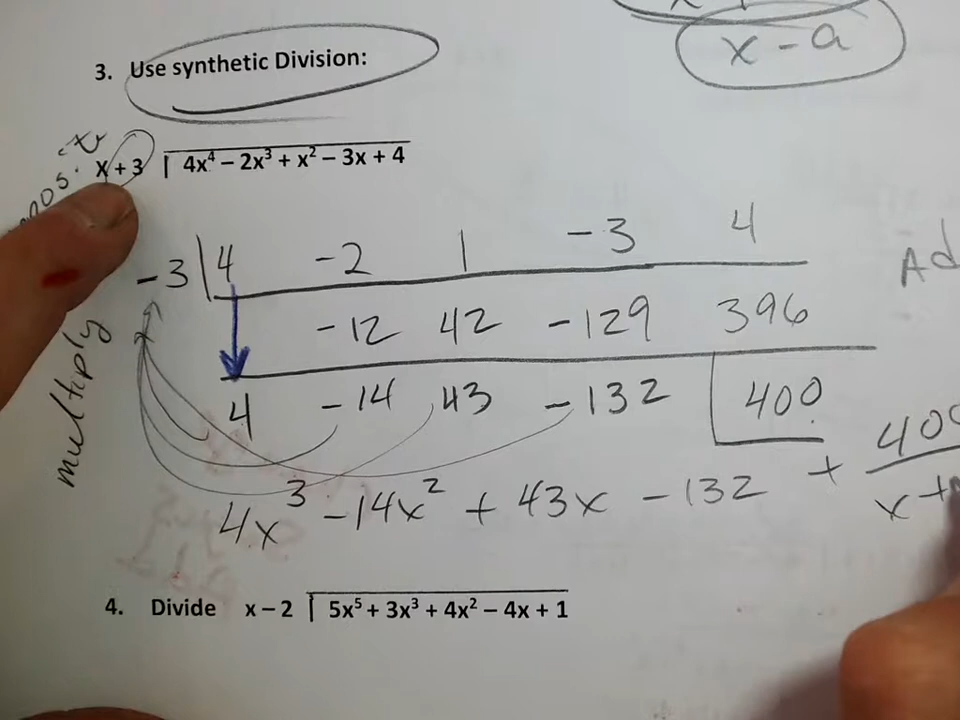 x - a
3. Use synthetic Division:
x + 3 | 4x⁴ – 2x³ + x² – 3x + 4
-3 | 4 -2 1 -3 4
Ad
-12 42 -129 396
multiply
4 -14 43 -132 400
4x³ - 14x² + 43x - 132 + 400/x+
4. Divide x – 2 | 5x⁵ + 3x³ + 4x² – 4x + 1